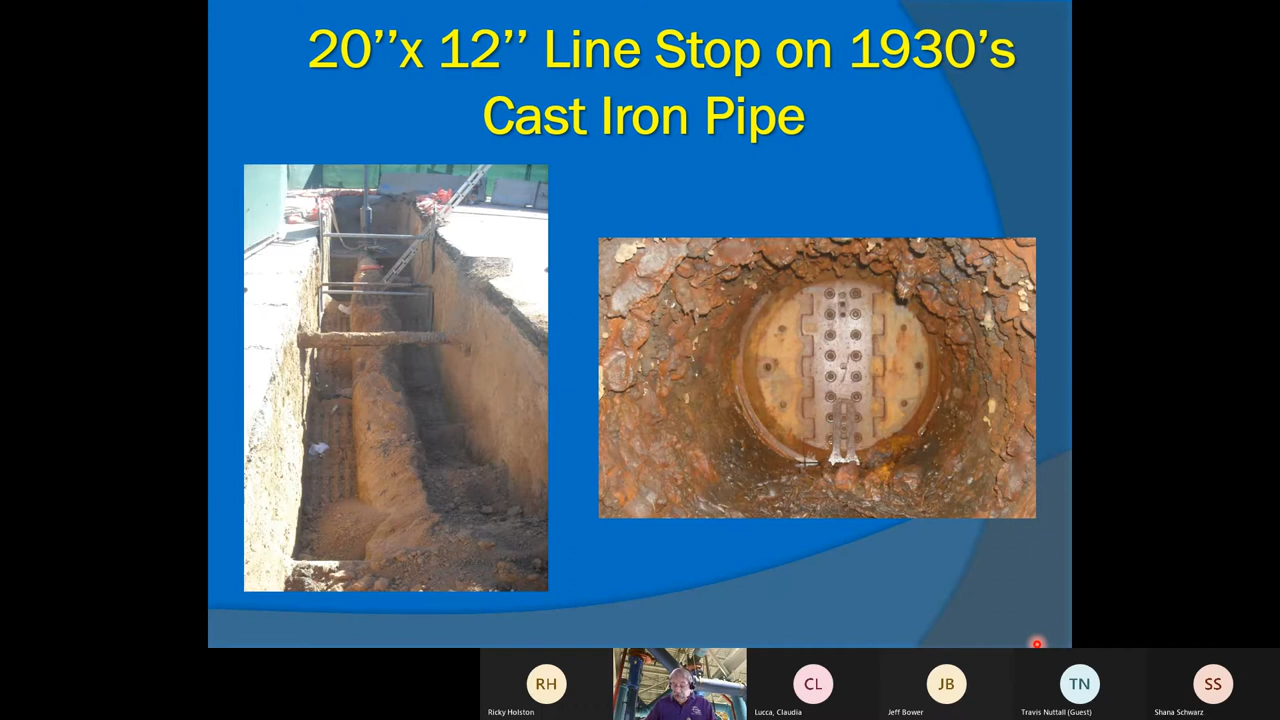 20’’x 12’’ Line Stop on 1930’s
Cast Iron Pipe
RH
CL
JB
TN
SS
Ricky Holston
Lucca, Claudia
Jeff Bower
Travis Nuttall (Guest)
Shana Schwarz